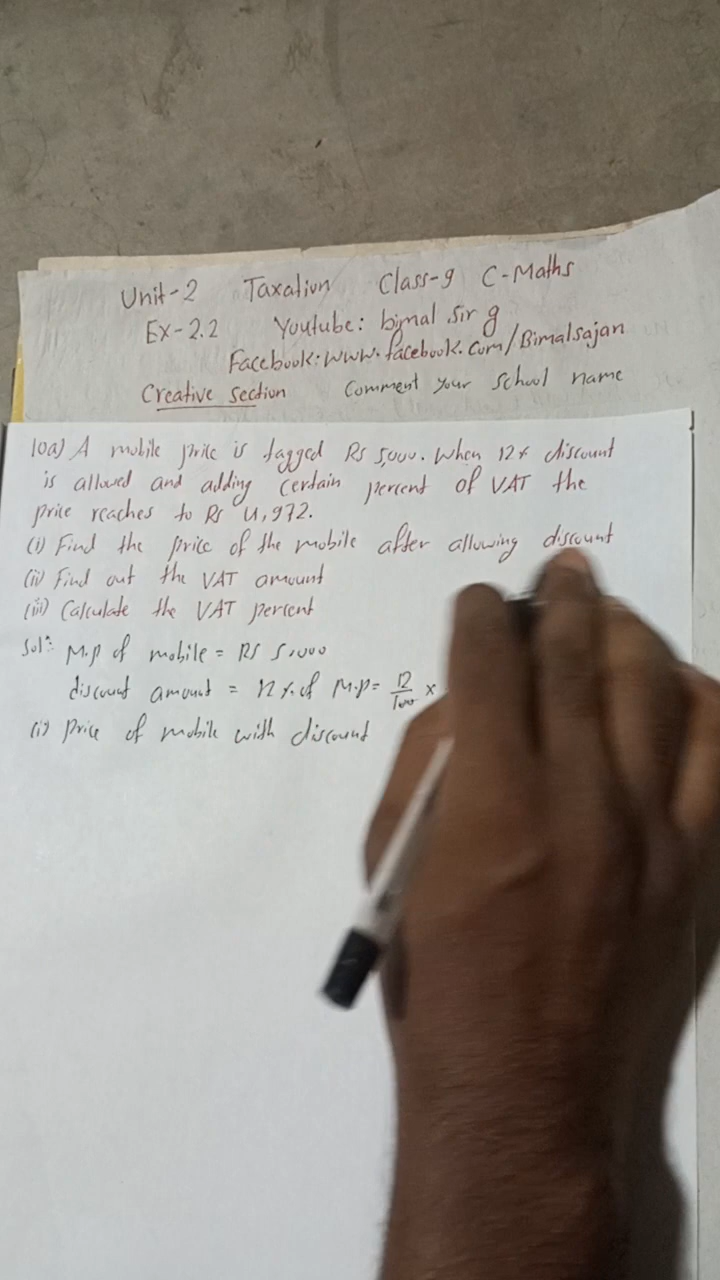 Unit-2 Taxation Class-9 C-Maths
Ex-2.2 Youtube: bimal sir g
Facebook: www.facebook.com/Bimalsajan
Creative section Comment your school name
10a) A mobile price is tagged Rs 5,000. When 12% discount
is allowed and adding certain percent of VAT the
price reaches to Rs 4,972.
(i) Find the price of the mobile after allowing discount
(ii) Find out the VAT amount
(iii) Calculate the VAT percent
Solⁿ: M.p of mobile = Rs 5,000
discount amount = 12% of M.p = 12/100 ×
(i) Price of mobile with discount